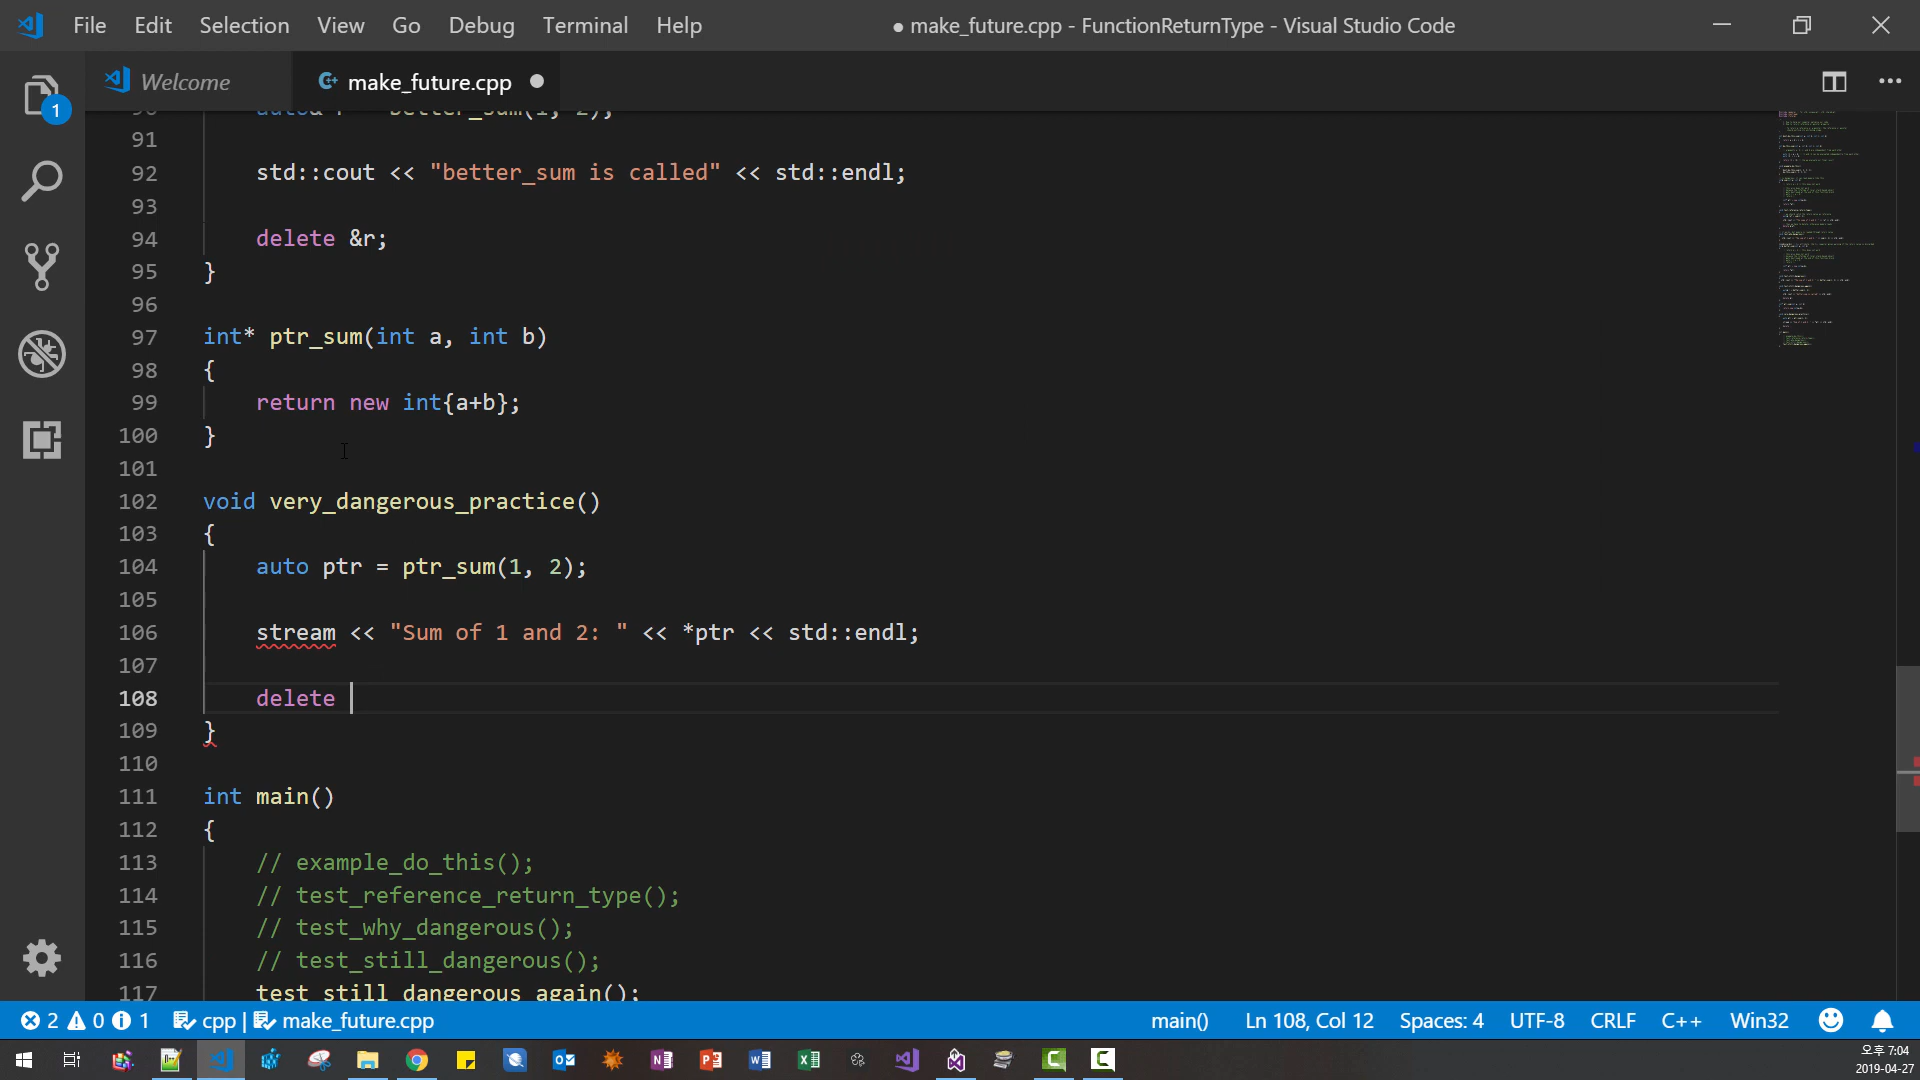 File Edit Selection View Go Debug Terminal Help ● make_future.cpp - FunctionReturnType - Visual Studio Code
Welcome make_future.cpp ●
1
91
92 std::cout << "better_sum is called" << std::endl;
93
94 delete &r;
95 }
96
97 int* ptr_sum(int a, int b)
98 {
99 return new int{a+b};
100 }
101
102 void very_dangerous_practice()
103 {
104 auto ptr = ptr_sum(1, 2);
105
106 stream << "Sum of 1 and 2: " << *ptr << std::endl;
107
108 delete
109 }
110
111 int main()
112 {
113 // example_do_this();
114 // test_reference_return_type();
115 // test_why_dangerous();
116 // test_still_dangerous();
117 test_still_dangerous_again();
2 0 1 cpp | make_future.cpp main() Ln 108, Col 12 Spaces: 4 UTF-8 CRLF C++ Win32
오후 7:04
2019-04-27